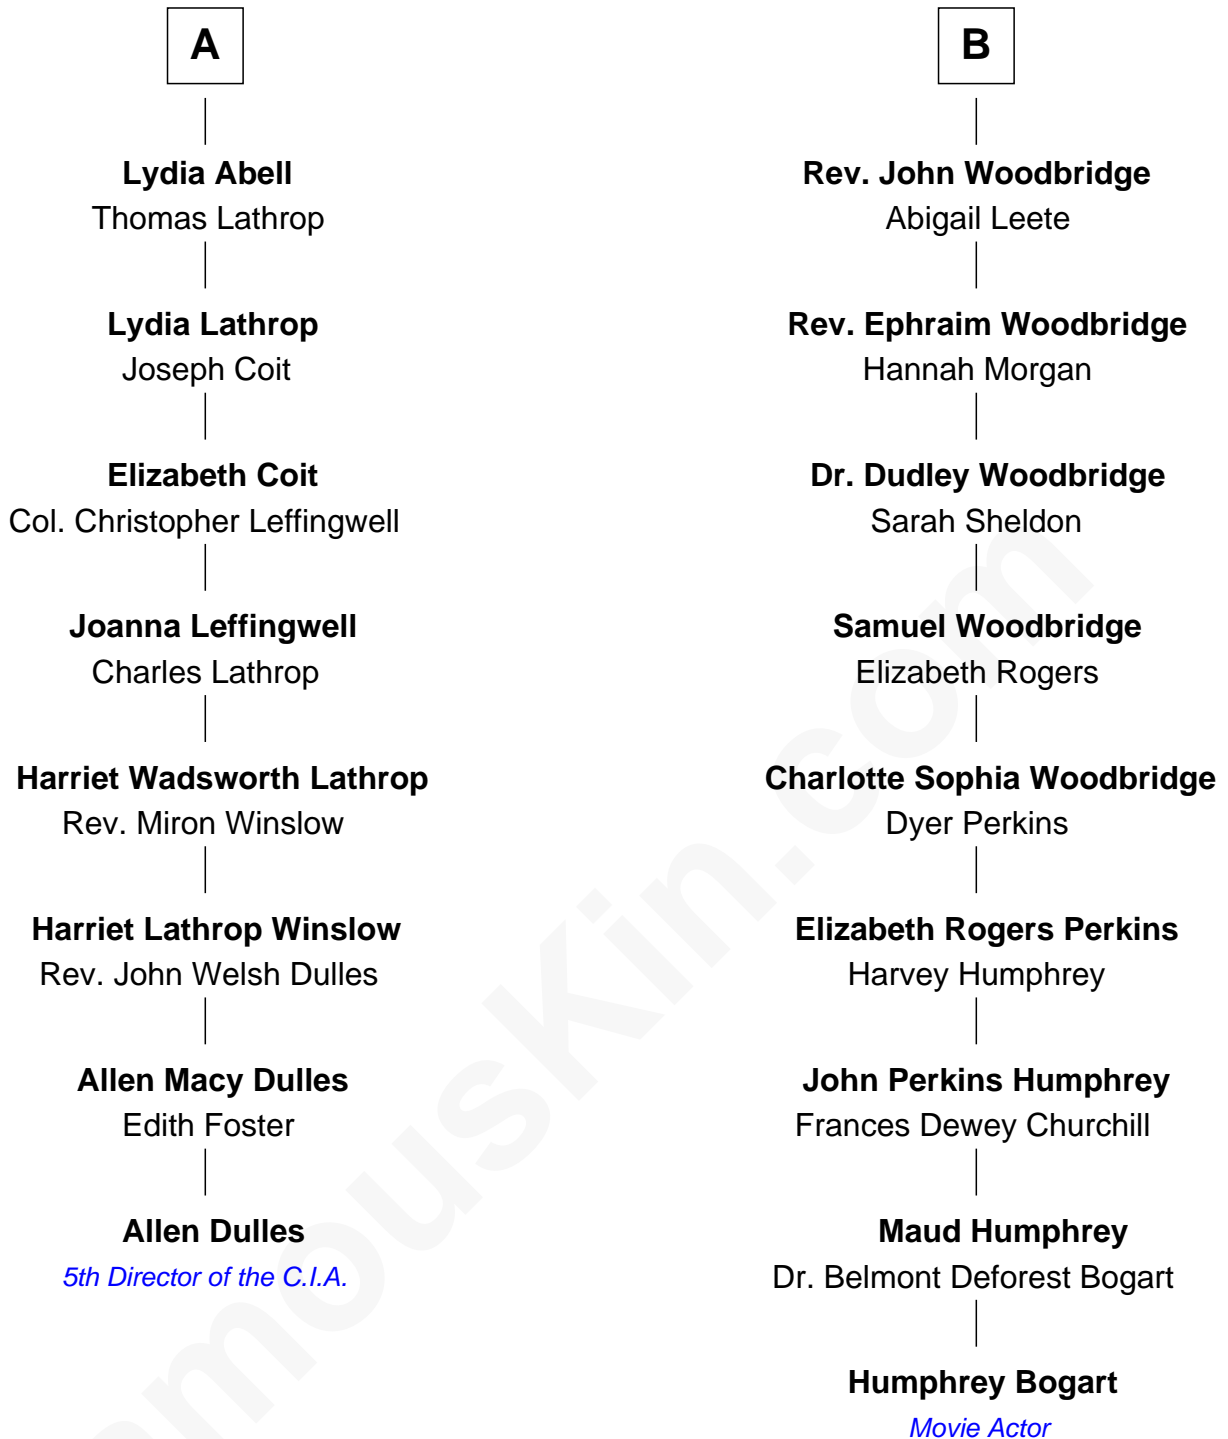 A
Lydia Abell
Thomas Lathrop
Lydia Lathrop
Joseph Coit
Elizabeth Coit
Col. Christopher Leffingwell
Joanna Leffingwell
Charles Lathrop
Harriet Wadsworth Lathrop
Rev. Miron Winslow
Harriet Lathrop Winslow
Rev. John Welsh Dulles
Allen Macy Dulles
Edith Foster
Allen Dulles
5th Director of the C.I.A.
B
Rev. John Woodbridge
Abigail Leete
Rev. Ephraim Woodbridge
Hannah Morgan
Dr. Dudley Woodbridge
Sarah Sheldon
Samuel Woodbridge
Elizabeth Rogers
Charlotte Sophia Woodbridge
Dyer Perkins
Elizabeth Rogers Perkins
Harvey Humphrey
John Perkins Humphrey
Frances Dewey Churchill
Maud Humphrey
Dr. Belmont Deforest Bogart
Humphrey Bogart
Movie Actor
amousKin.com